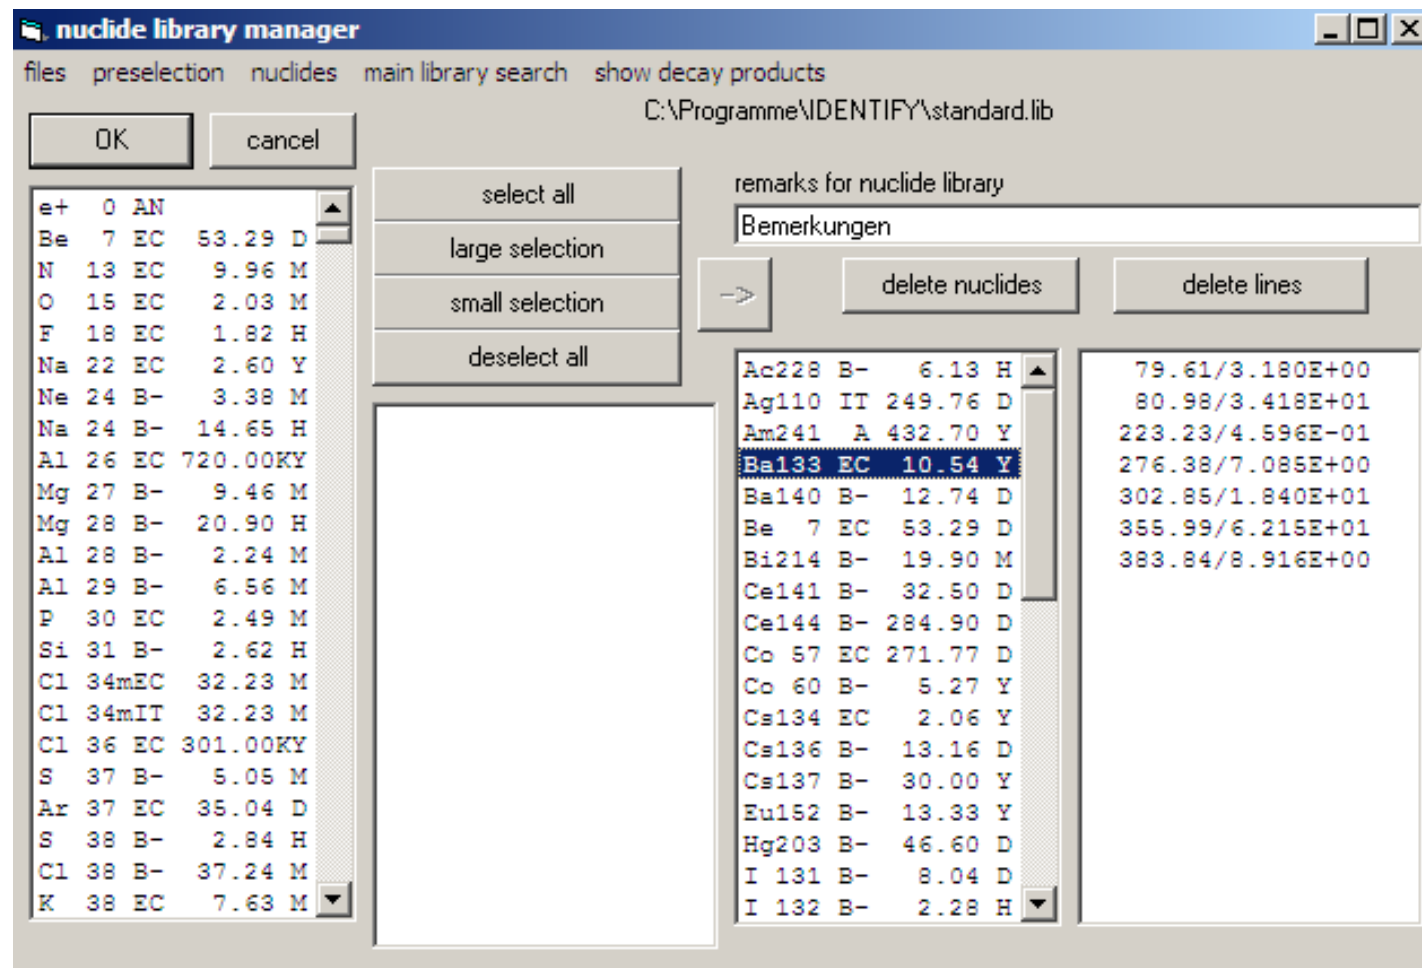 nuclide library manager
files preselection nuclides main library search show decay products
C:\Programme\IDENTIFY\standard.lib
OK cancel
e+ 0 AN
Be 7 EC 53.29 D
N 13 EC 9.96 M
O 15 EC 2.03 M
F 18 EC 1.82 H
Na 22 EC 2.60 Y
Ne 24 B- 3.38 M
Na 24 B- 14.65 H
Al 26 EC 720.00KY
Mg 27 B- 9.46 M
Mg 28 B- 20.90 H
Al 28 B- 2.24 M
Al 29 B- 6.56 M
P 30 EC 2.49 M
Si 31 B- 2.62 H
Cl 34mEC 32.23 M
Cl 34mIT 32.23 M
Cl 36 EC 301.00KY
S 37 B- 5.05 M
Ar 37 EC 35.04 D
S 38 B- 2.84 H
Cl 38 B- 37.24 M
K 38 EC 7.63 M
select all
large selection
small selection
deselect all
remarks for nuclide library
Bemerkungen
->
delete nuclides
delete lines
Ac228 B- 6.13 H
Ag110 IT 249.76 D
Am241 A 432.70 Y
Ba133 EC 10.54 Y
Ba140 B- 12.74 D
Be 7 EC 53.29 D
Bi214 B- 19.90 M
Ce141 B- 32.50 D
Ce144 B- 284.90 D
Co 57 EC 271.77 D
Co 60 B- 5.27 Y
Cs134 EC 2.06 Y
Cs136 B- 13.16 D
Cs137 B- 30.00 Y
Eu152 B- 13.33 Y
Hg203 B- 46.60 D
I 131 B- 8.04 D
I 132 B- 2.28 H
79.61/3.180E+00
80.98/3.418E+01
223.23/4.596E-01
276.38/7.085E+00
302.85/1.840E+01
355.99/6.215E+01
383.84/8.916E+00